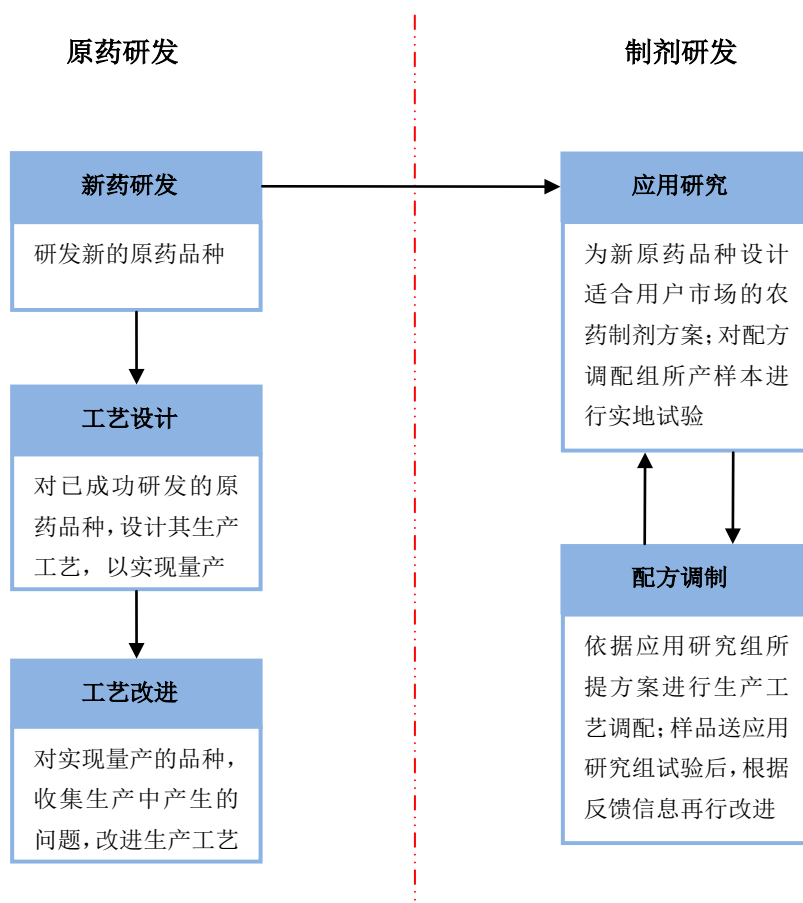 原药研发
制剂研发
新药研发
研发新的原药品种
工艺设计
对已成功研发的原
药品种，设计其生产
工艺，以实现量产
工艺改进
对实现量产的品种，
收集生产中产生的
问题，改进生产工艺
应用研究
为新原药品种设计
适合用户市场的农
药制剂方案；对配方
调配组所产样本进
行实地试验
配方调制
依据应用研究组所
提方案进行生产工
艺调配；样品送应用
研究组试验后，根据
反馈信息再行改进